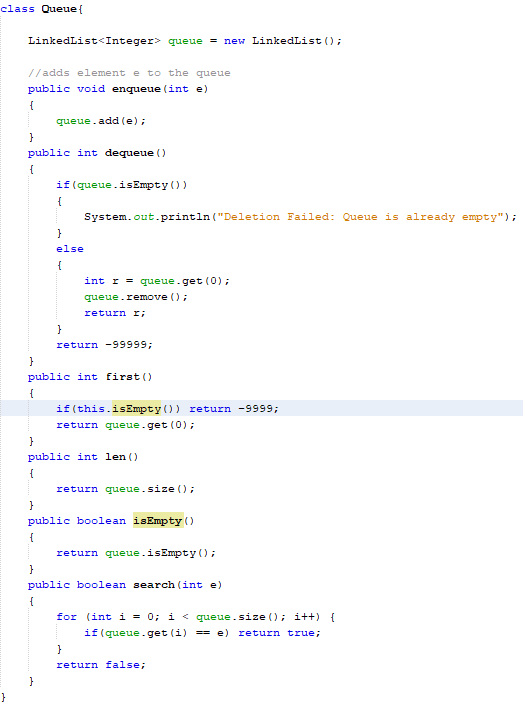 class Queue{
LinkedList<Integer> queue = new LinkedList();
//adds element e to the queue
public void enqueue(int e)
{
queue.add(e);
}
public int dequeue()
{
if(queue.isEmpty())
{
System.out.println("Deletion Failed: Queue is already empty");
}
else
{
int r = queue.get(0);
queue.remove();
return r;
}
return -99999;
}
public int first()
{
if(this.isEmpty()) return -9999;
return queue.get(0);
}
public int len()
{
return queue.size();
}
public boolean isEmpty()
{
return queue.isEmpty();
}
public boolean search(int e)
{
for (int i = 0; i < queue.size(); i++) {
if(queue.get(i) == e) return true;
}
return false;
}
}